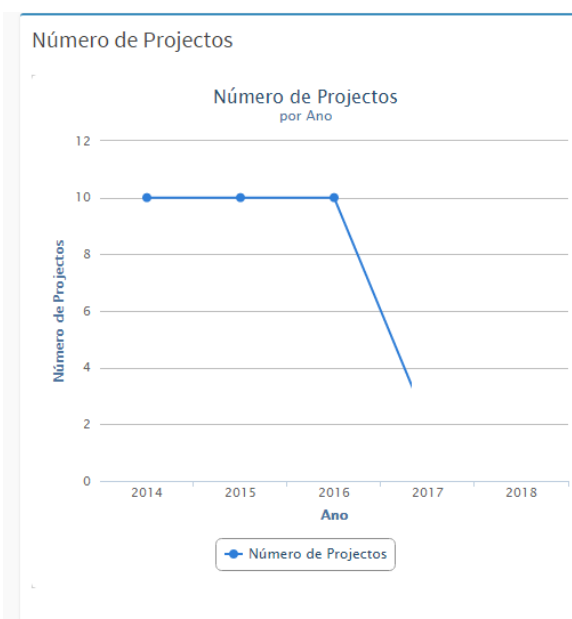 Número de Projectos
Número de Projectos
por Ano
12
10
8
6
4
2
0
Número de Projectos
2014 2015 2016 2017 2018
Ano
Número de Projectos